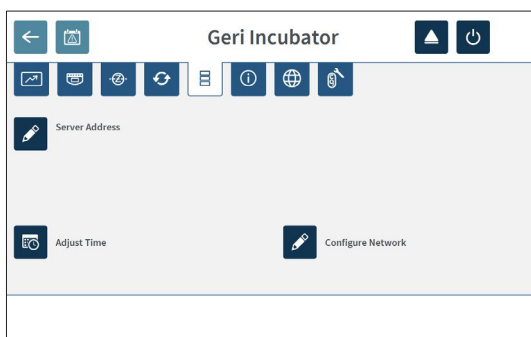 Geri Incubator
Server Address
Adjust Time
Configure Network